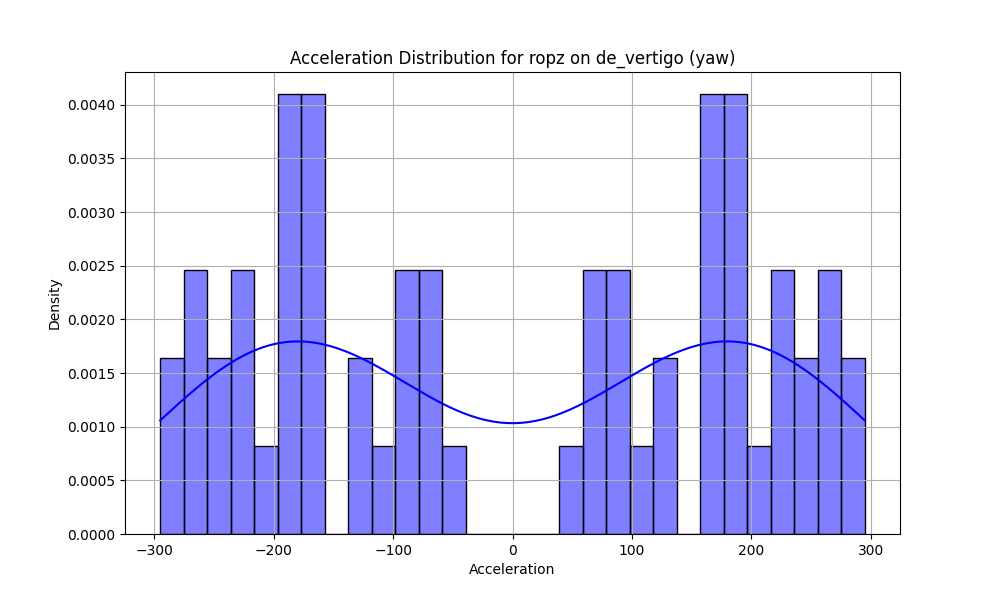 Acceleration Distribution for ropz on de_vertigo (yaw)
0.0040
0.0035
0.0030
0.0025
0.0020
0.0015
0.0010
0.0005
0.0000
Density
−300 −200 −100 0 100 200 300
Acceleration